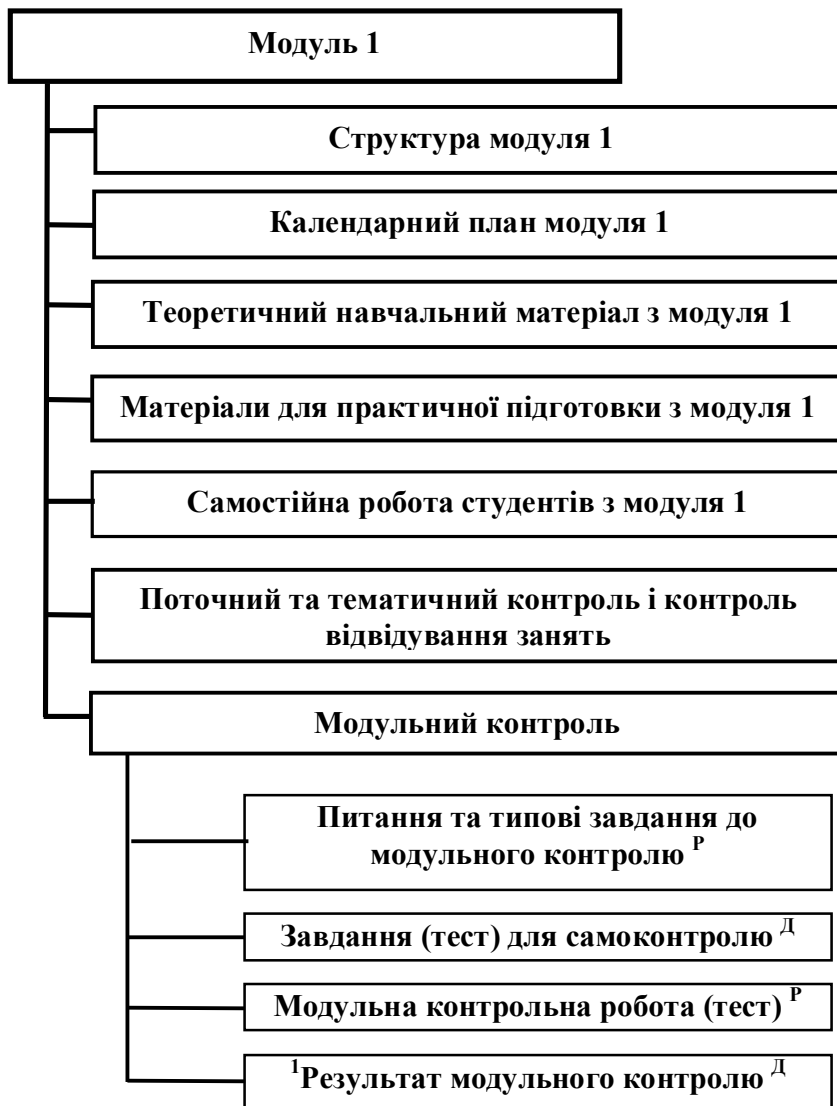 Модуль 1
Структура модуля 1
Календарний план модуля 1
Теоретичний навчальний матеріал з модуля 1
Матеріали для практичної підготовки з модуля 1
Самостійна робота студентів з модуля 1
Поточний та тематичний контроль і контроль
відвідування занять
Модульний контроль
Питання та типові завдання до
модульного контролю Р
Завдання (тест) для самоконтролю Д
Модульна контрольна робота (тест) Р
1Результат модульного контролю Д